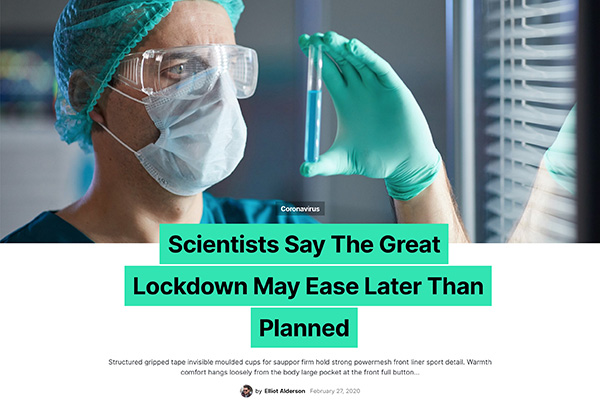 Coronavirus
Scientists Say The Great
Lockdown May Ease Later Than
Planned
Structured gripped tape invisible moulded cups for sauppor firm hold strong powermesh front liner sport detail. Warmth
comfort hangs loosely from the body large pocket at the front full button...
by Elliot Alderson February 27, 2020